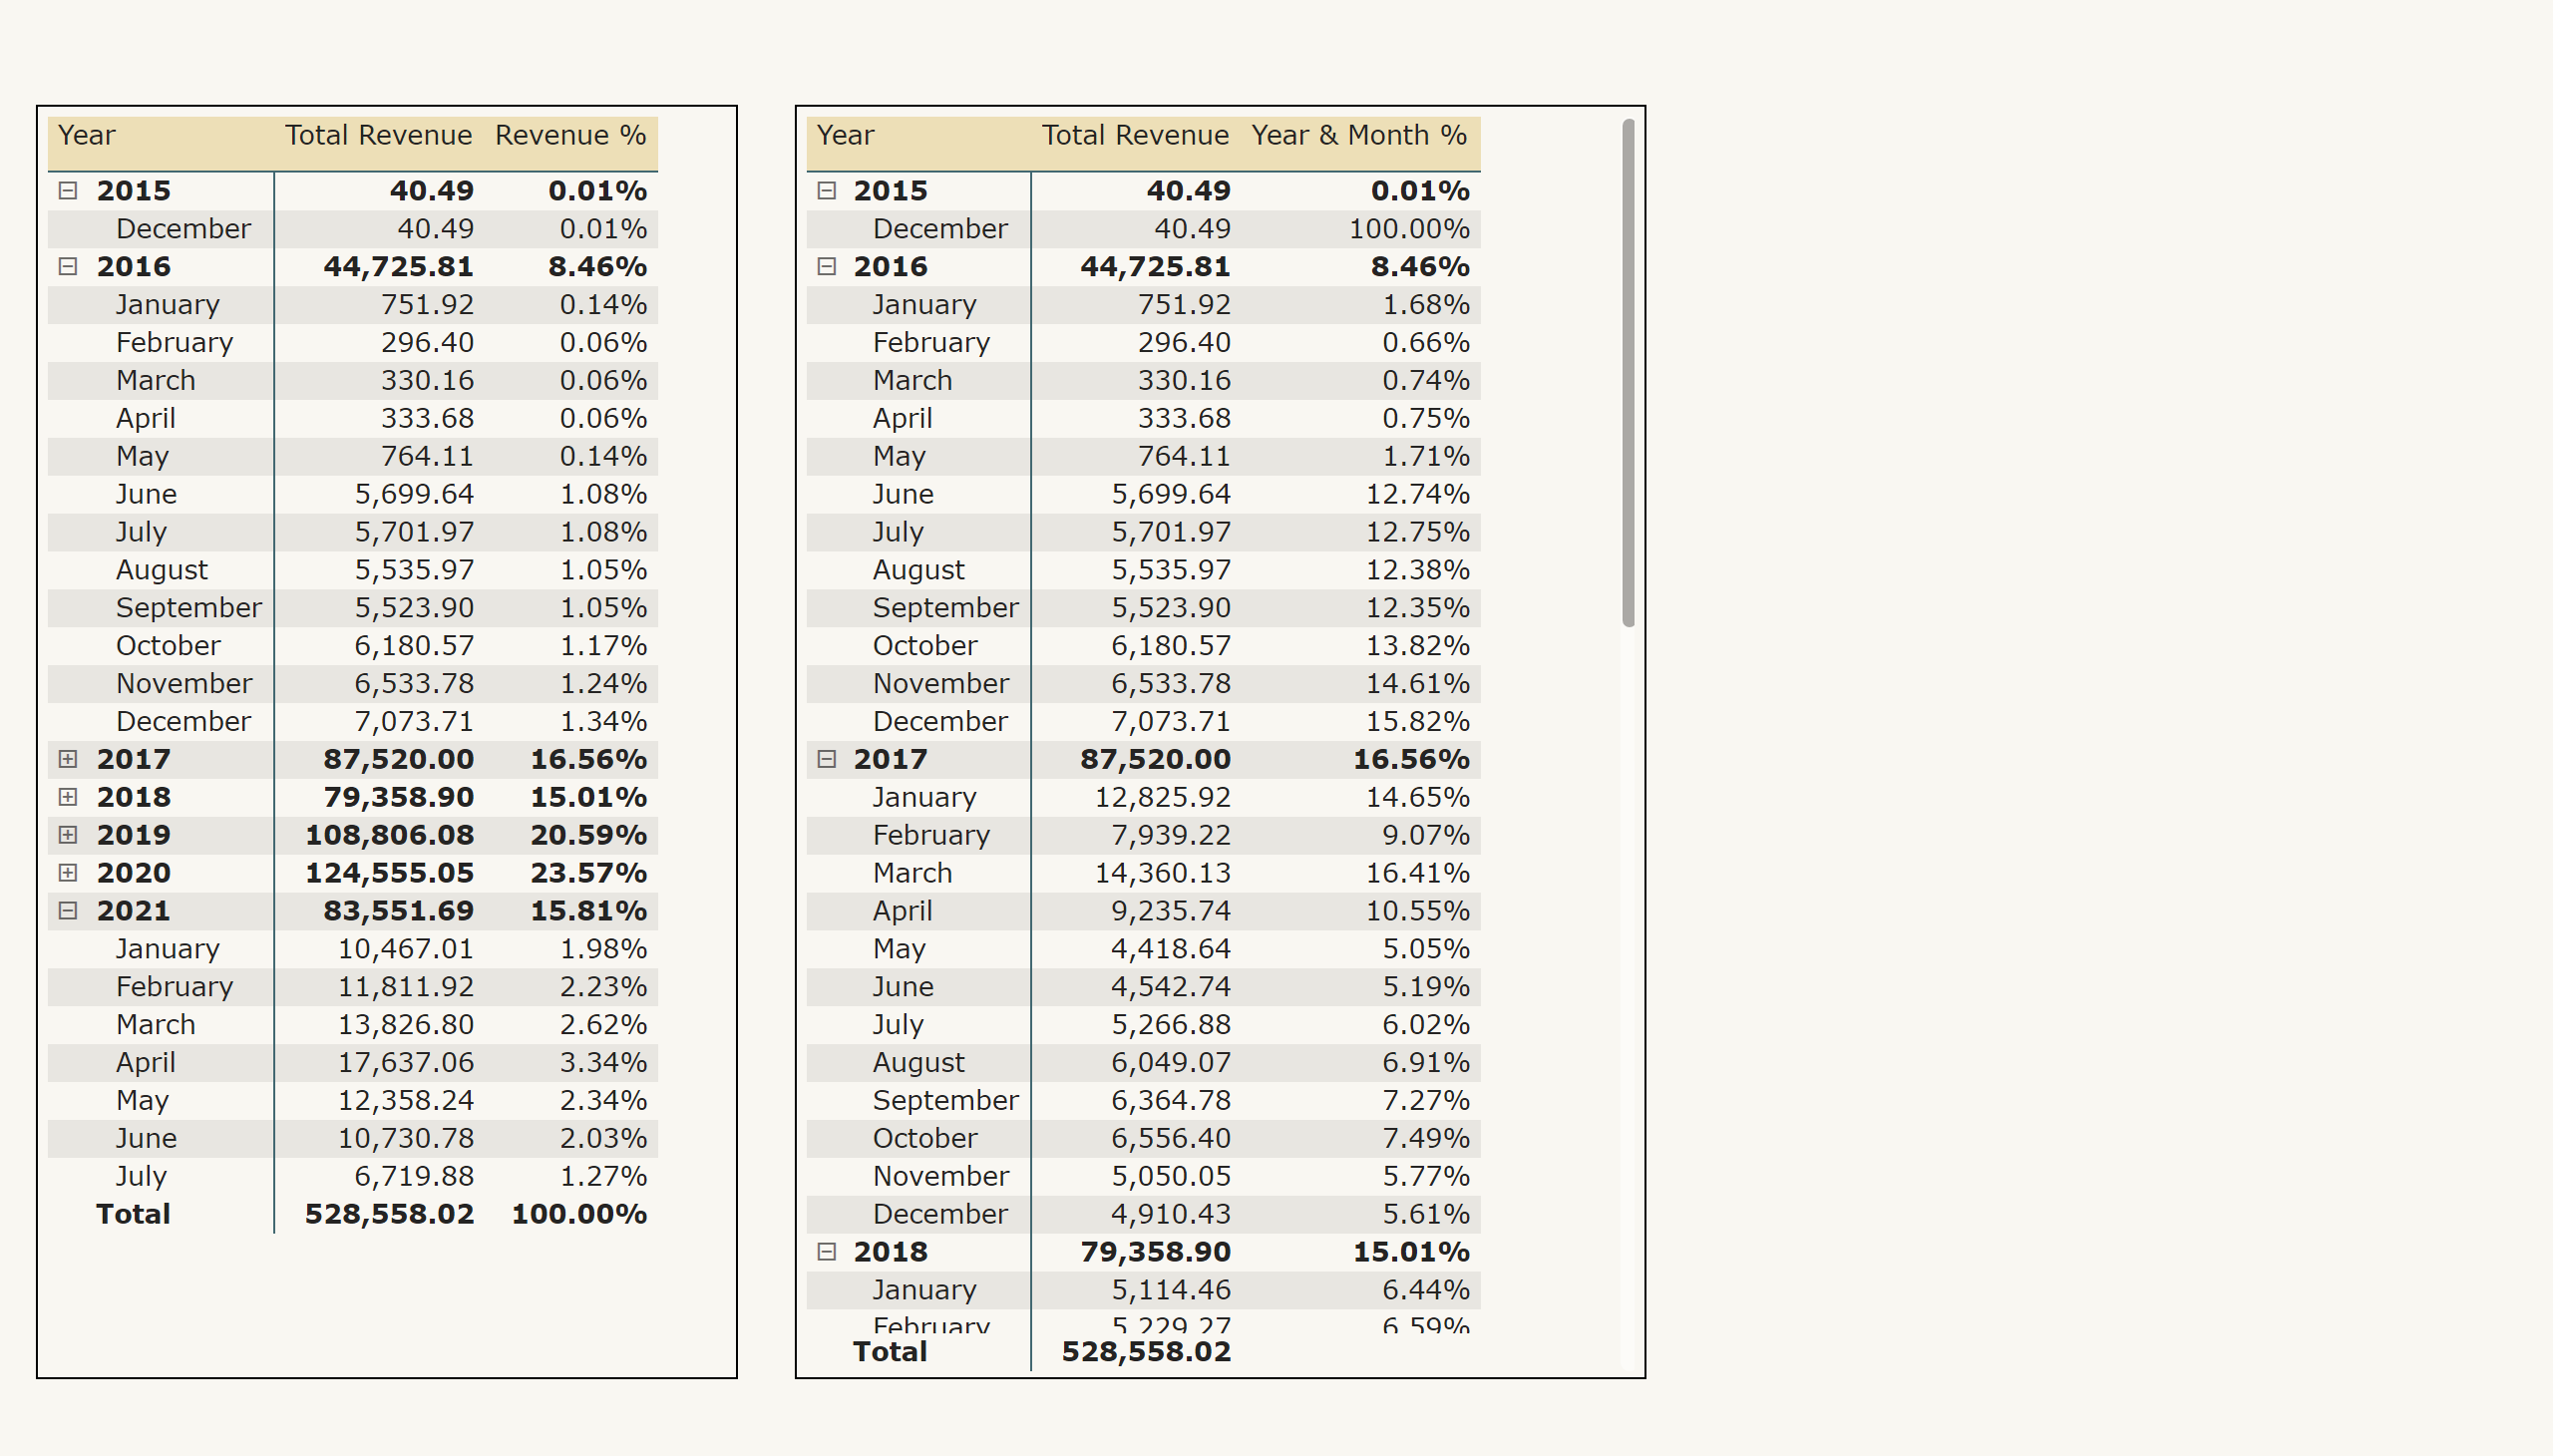 Year Total Revenue Revenue %
2015 40.49 0.01%
December 40.49 0.01%
2016 44,725.81 8.46%
January 751.92 0.14%
February 296.40 0.06%
March 330.16 0.06%
April 333.68 0.06%
May 764.11 0.14%
June 5,699.64 1.08%
July 5,701.97 1.08%
August 5,535.97 1.05%
September 5,523.90 1.05%
October 6,180.57 1.17%
November 6,533.78 1.24%
December 7,073.71 1.34%
2017 87,520.00 16.56%
2018 79,358.90 15.01%
2019 108,806.08 20.59%
2020 124,555.05 23.57%
2021 83,551.69 15.81%
January 10,467.01 1.98%
February 11,811.92 2.23%
March 13,826.80 2.62%
April 17,637.06 3.34%
May 12,358.24 2.34%
June 10,730.78 2.03%
July 6,719.88 1.27%
Total 528,558.02 100.00%
Year Total Revenue Year & Month %
2015 40.49 0.01%
December 40.49 100.00%
2016 44,725.81 8.46%
January 751.92 1.68%
February 296.40 0.66%
March 330.16 0.74%
April 333.68 0.75%
May 764.11 1.71%
June 5,699.64 12.74%
July 5,701.97 12.75%
August 5,535.97 12.38%
September 5,523.90 12.35%
October 6,180.57 13.82%
November 6,533.78 14.61%
December 7,073.71 15.82%
2017 87,520.00 16.56%
January 12,825.92 14.65%
February 7,939.22 9.07%
March 14,360.13 16.41%
April 9,235.74 10.55%
May 4,418.64 5.05%
June 4,542.74 5.19%
July 5,266.88 6.02%
August 6,049.07 6.91%
September 6,364.78 7.27%
October 6,556.40 7.49%
November 5,050.05 5.77%
December 4,910.43 5.61%
2018 79,358.90 15.01%
January 5,114.46 6.44%
February 5,229.27 6.59%
Total 528,558.02